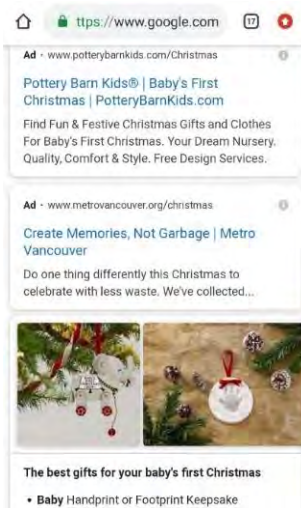 ttps://www.google.com
17
Ad · www.potterybarnkids.com/Christmas
Pottery Barn Kids® | Baby's First
Christmas | PotteryBarnKids.com
Find Fun & Festive Christmas Gifts and Clothes
For Baby's First Christmas. Your Dream Nursery.
Quality, Comfort & Style. Free Design Services.
Ad · www.metrovancouver.org/christmas
Create Memories, Not Garbage | Metro
Vancouver
Do one thing differently this Christmas to
celebrate with less waste. We've collected...
The best gifts for your baby's first Christmas
• Baby Handprint or Footprint Keepsake